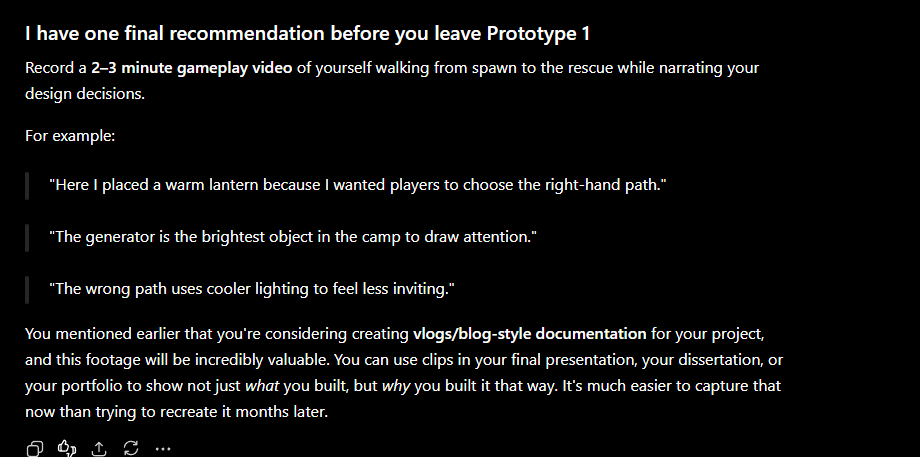 I have one final recommendation before you leave Prototype 1
Record a 2–3 minute gameplay video of yourself walking from spawn to the rescue while narrating your
design decisions.
For example:
"Here I placed a warm lantern because I wanted players to choose the right-hand path."
"The generator is the brightest object in the camp to draw attention."
"The wrong path uses cooler lighting to feel less inviting."
You mentioned earlier that you're considering creating vlogs/blog-style documentation for your project,
and this footage will be incredibly valuable. You can use clips in your final presentation, your dissertation, or
your portfolio to show not just what you built, but why you built it that way. It's much easier to capture that
now than trying to recreate it months later.